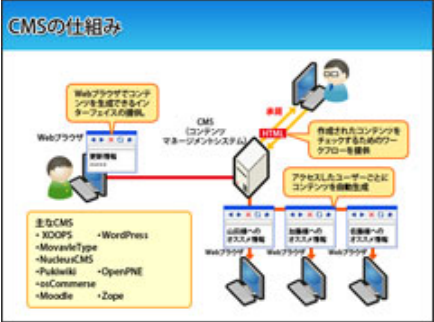 CMSの仕組み
Webブラウザでコンテ
ンツを生成できるイン
ターフェイスの提供。
Webブラウザ
更新情報
CMS
(コンテンツ
マネージメントシステム)
承認
HTML
作成されたコンテンツを
チェックするためのワー
クフローを提供
アクセスしたユーザーごとに
コンテンツを自動生成
山田様への
オススメ情報
加藤様への
オススメ情報
佐藤様への
オススメ情報
Webブラウザ
Webブラウザ
Webブラウザ
主なCMS
・XOOPS ・WordPress
・MovavleType
・NucleusCMS
・Pukiwiki ・OpenPNE
・osCommerse
・Moodle ・Zope